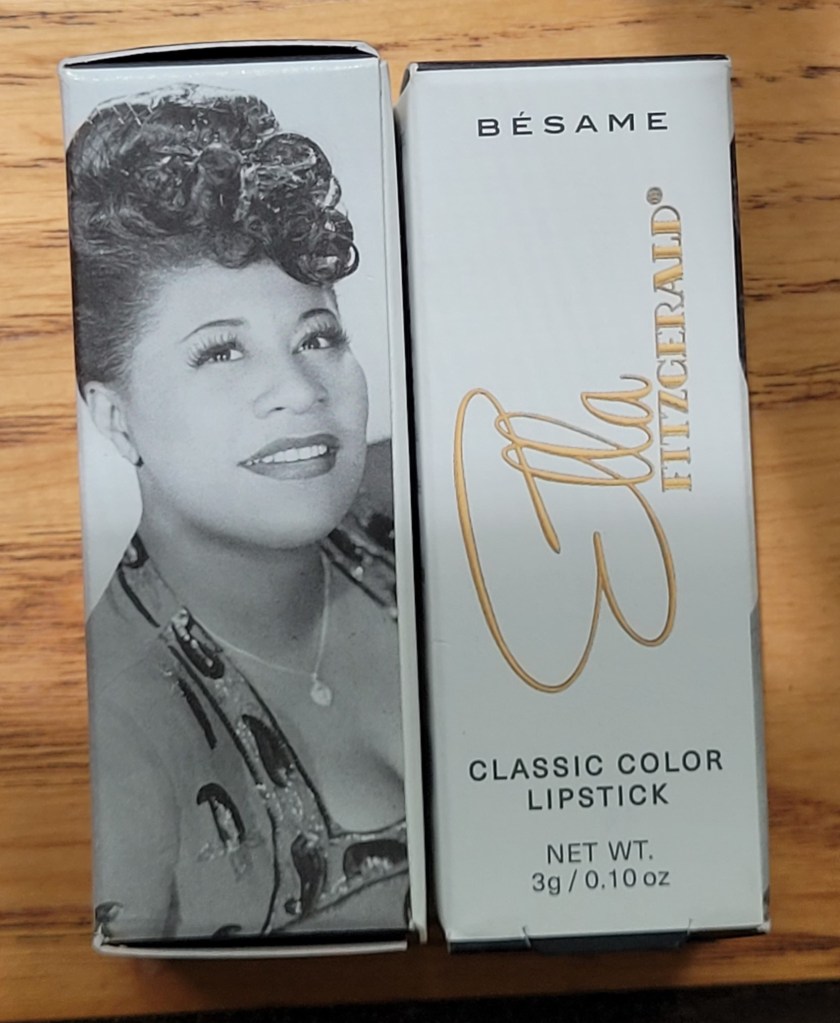 BÉSAME
Ella
FITZGERALD®
CLASSIC COLOR
LIPSTICK
NET WT.
3g / 0.10 oz